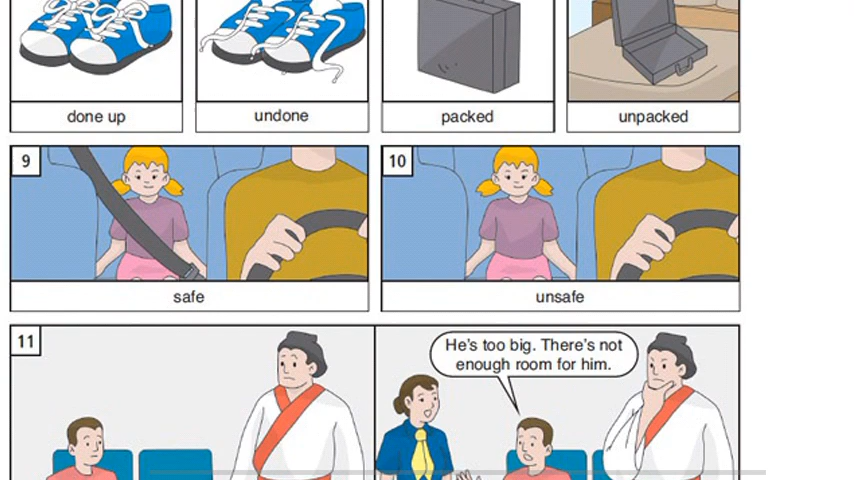 done up
undone
packed
unpacked
9
10
safe
unsafe
11
He's too big. There's not
enough room for him.